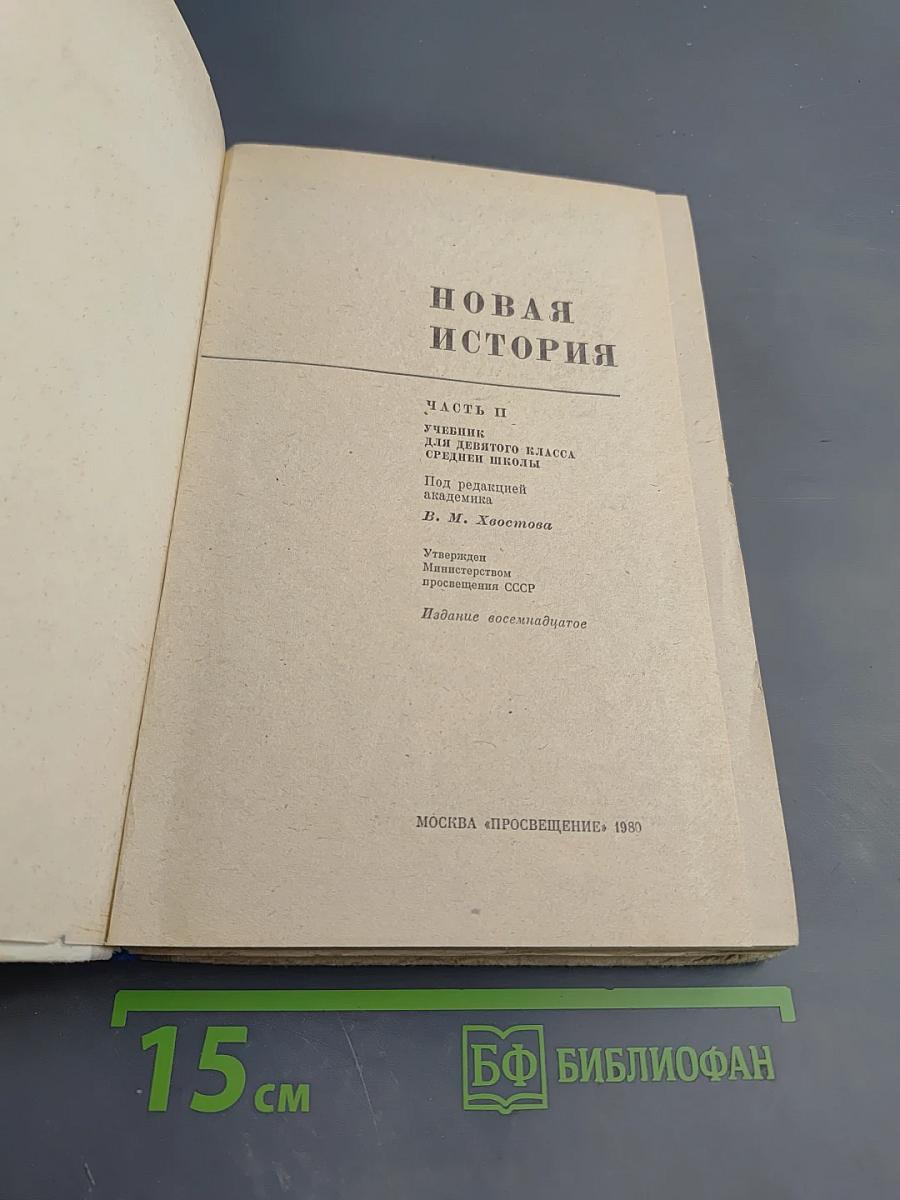 НОВАЯ
ИСТОРИЯ
ЧАСТЬ II
УЧЕБНИК
ДЛЯ ДЕВЯТОГО КЛАССА
СРЕДНЕЙ ШКОЛЫ
Под редакцией
академика
В. М. Хвостова
Утвержден
Министерством
просвещения СССР
Издание восемнадцатое
МОСКВА «ПРОСВЕЩЕНИЕ» 1980
15 см
БФ БИБЛИОФАН